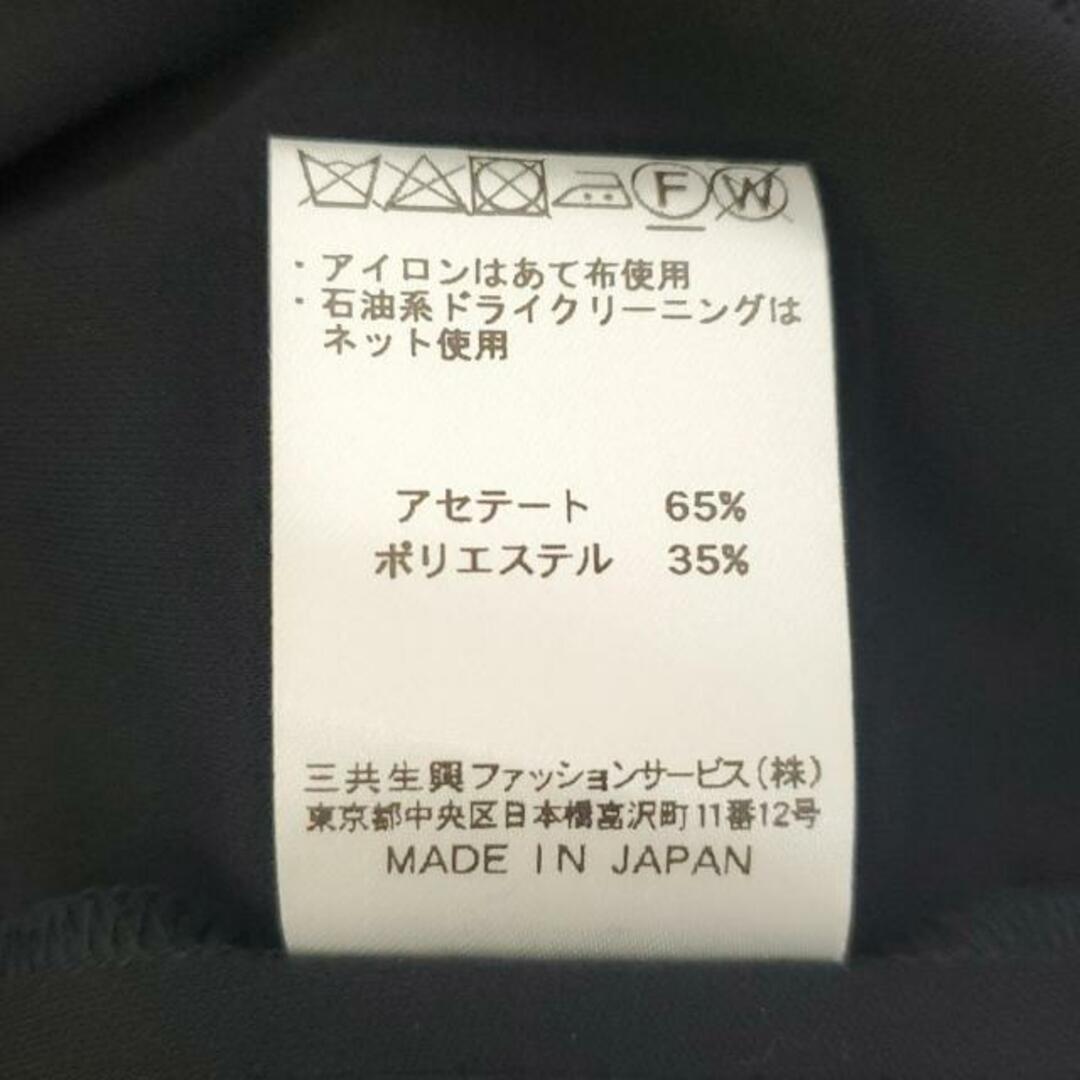 F W
・アイロンはあて布使用
・石油系ドライクリーニングは
ネット使用
アセテート 65%
ポリエステル 35%
三共生興ファッションサービス(株)
東京都中央区日本橋富沢町11番12号
MADE IN JAPAN